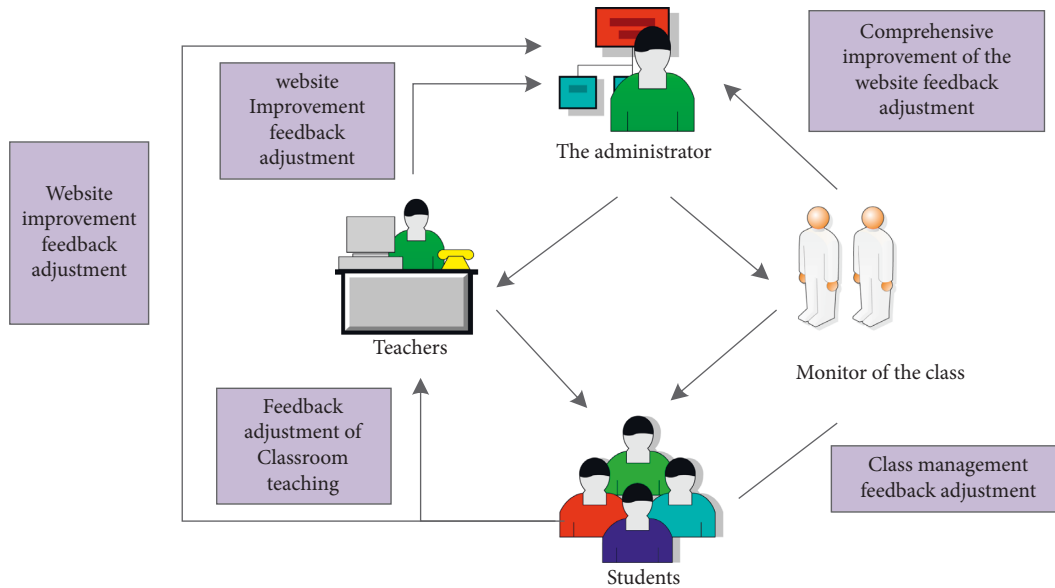 Comprehensive
improvement of the
website feedback
adjustment
website
Improvement
feedback
adjustment
The administrator
Website
improvement
feedback
adjustment
Teachers
Monitor of the class
Feedback
adjustment of
Classroom
teaching
Class management
feedback adjustment
Students